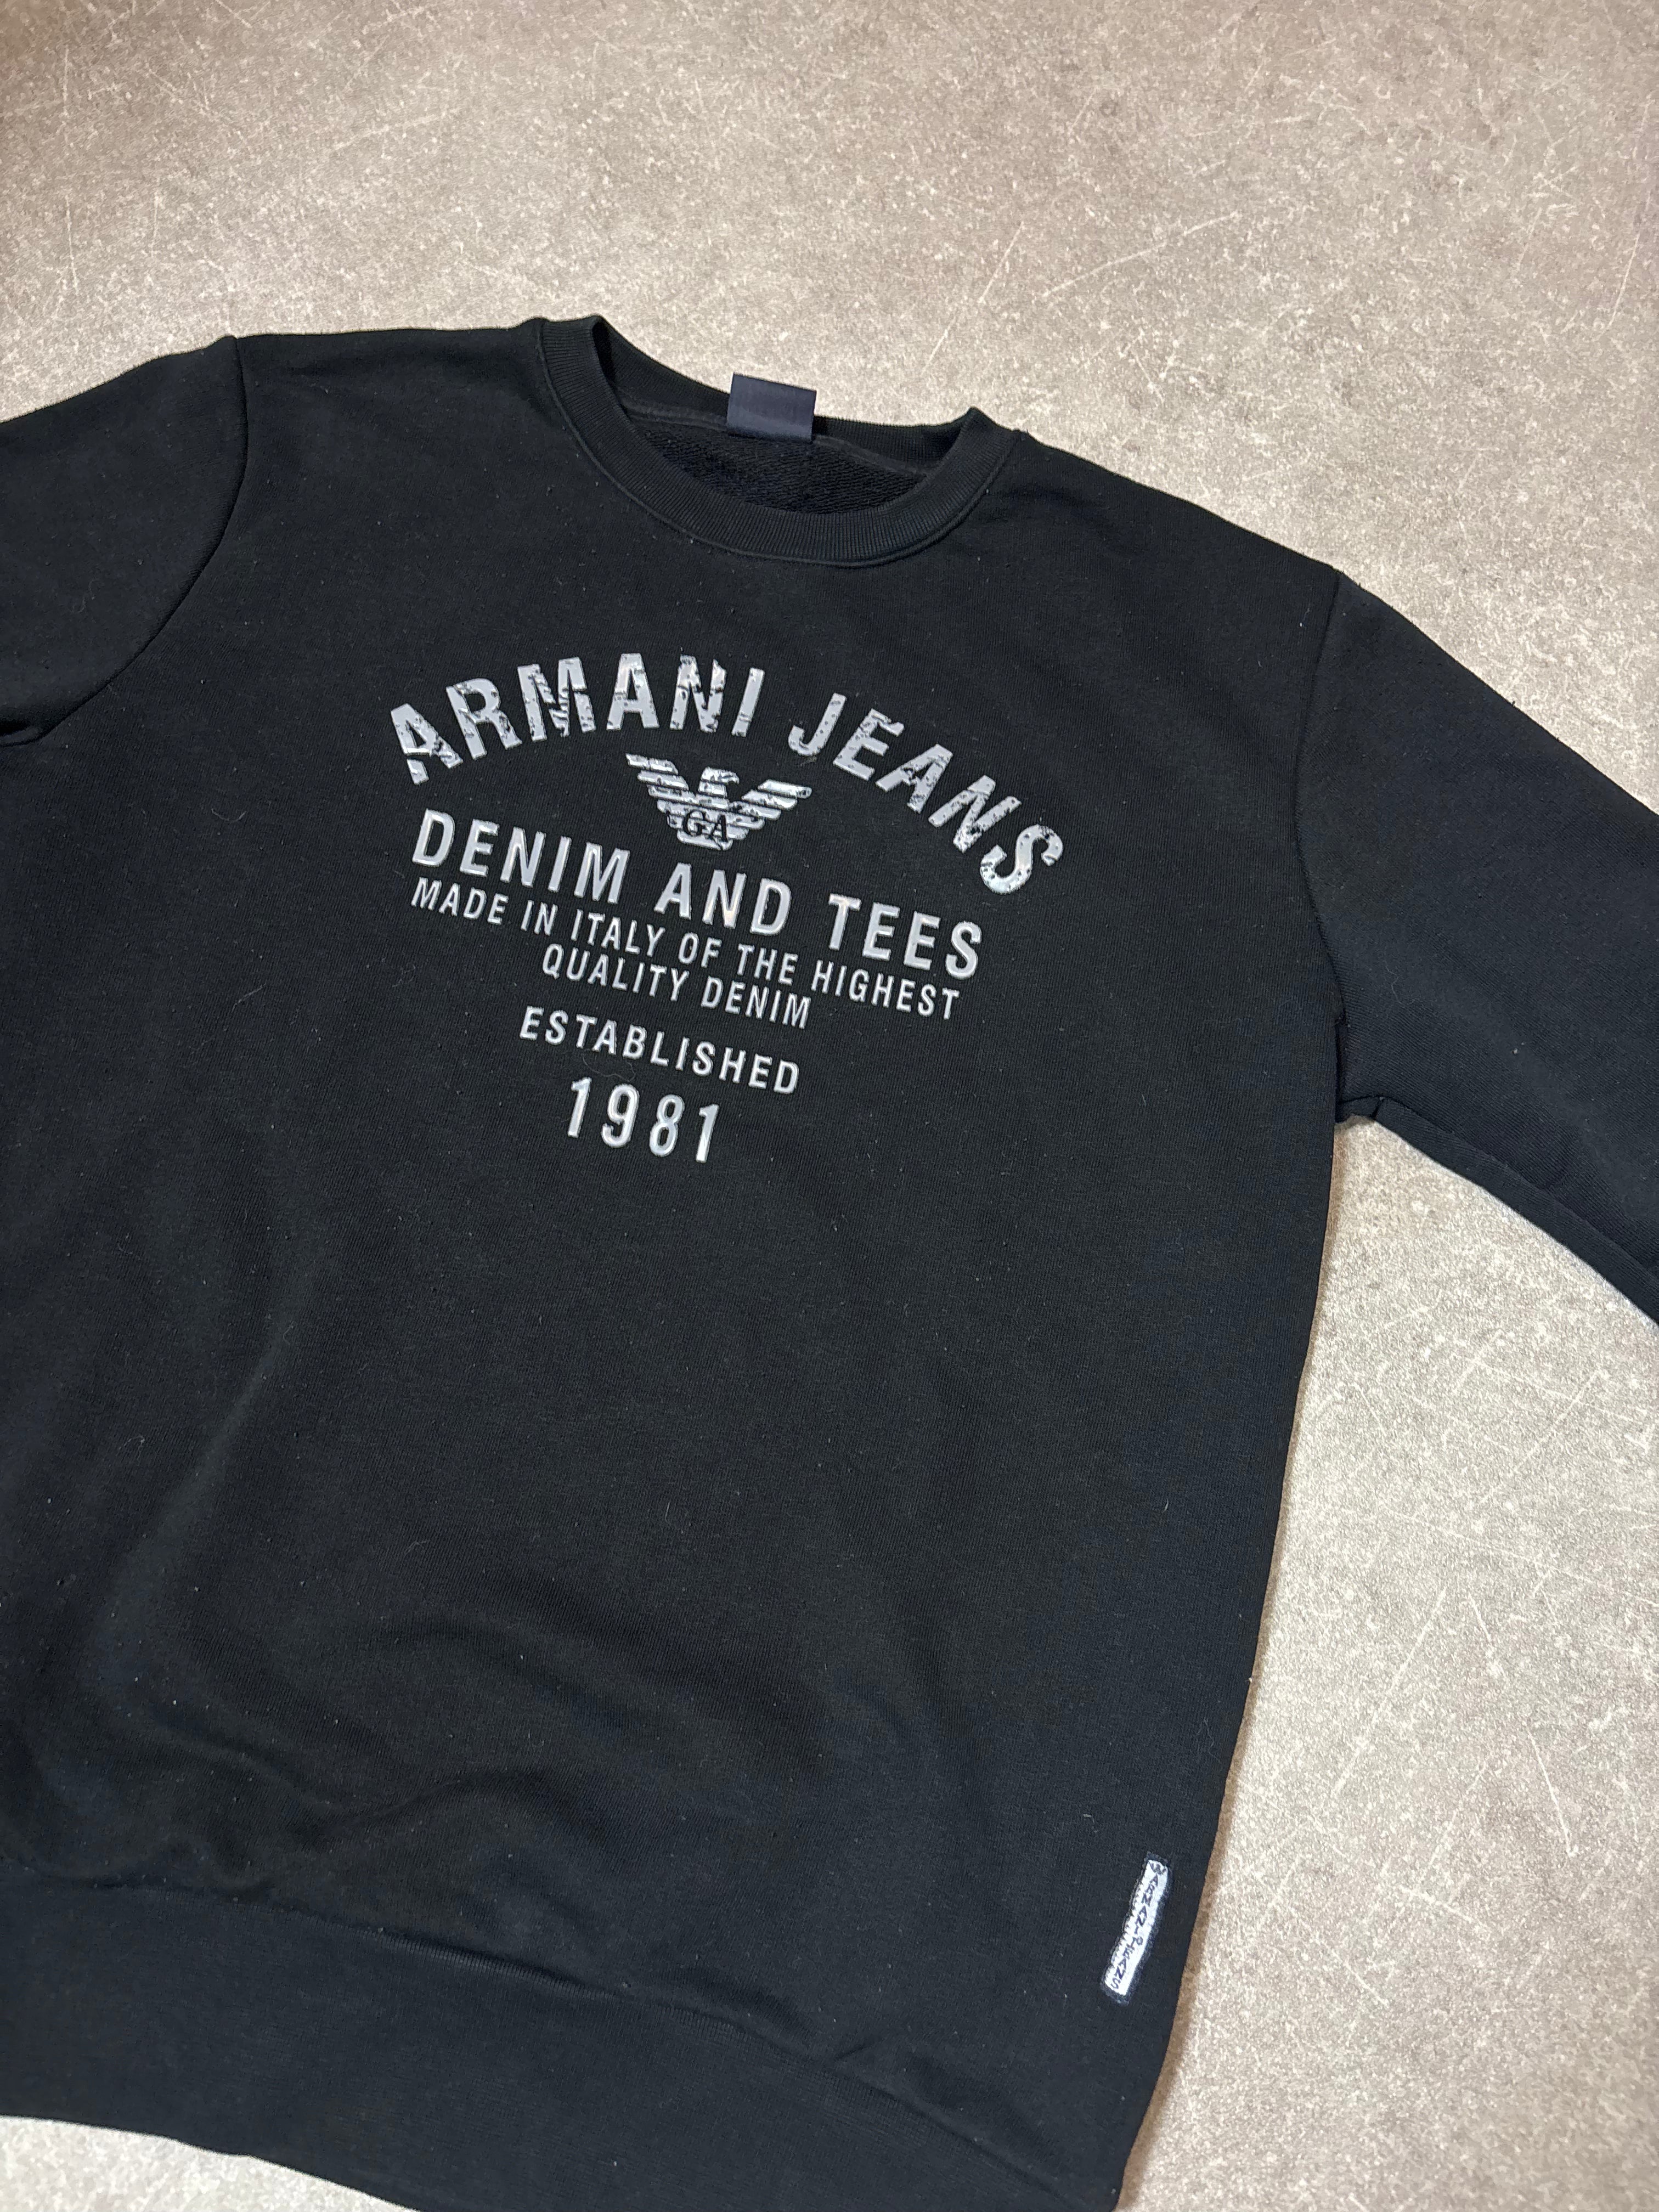 ARMANI JEANS
GA
DENIM AND TEES
MADE IN ITALY OF THE HIGHEST
QUALITY DENIM
ESTABLISHED
1981